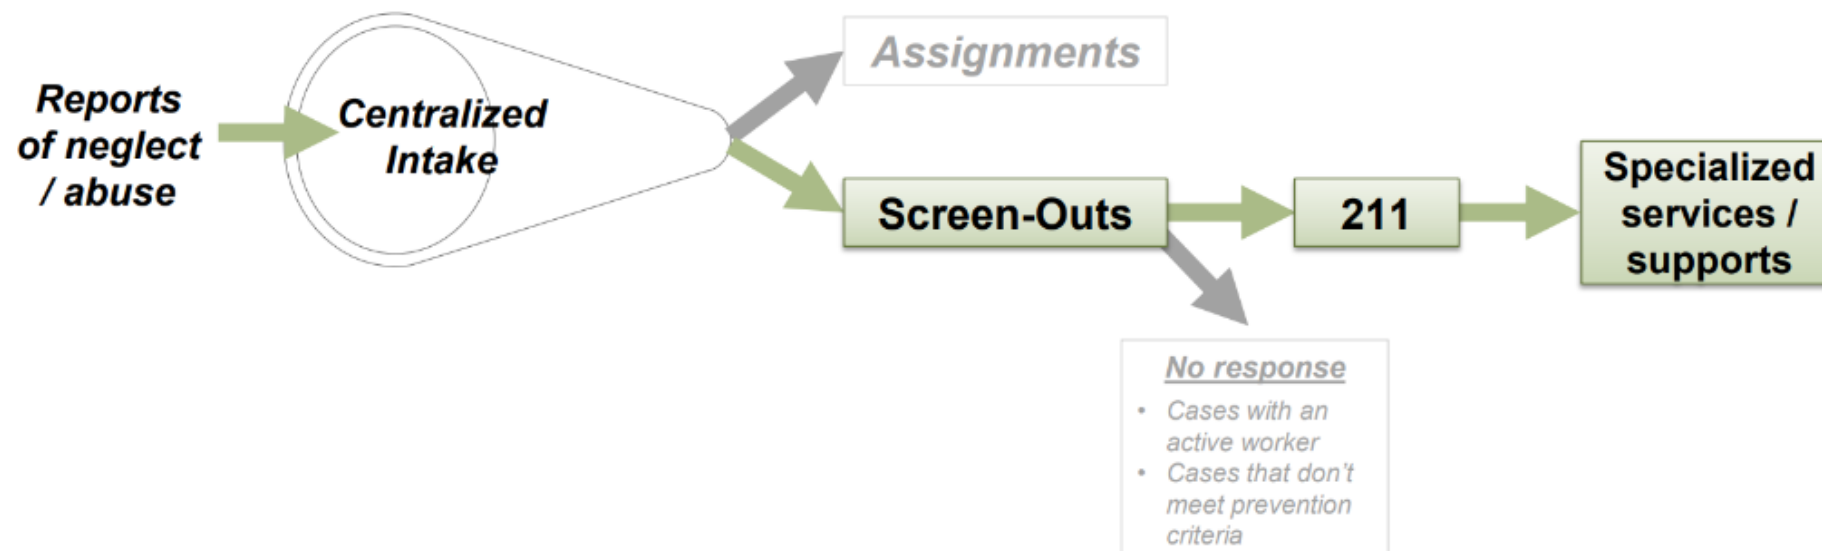 Reports
of neglect
/ abuse
Centralized
Intake
Assignments
Screen-Outs
211
Specialized
services /
supports
No response
• Cases with an
active worker
• Cases that don't
meet prevention
criteria